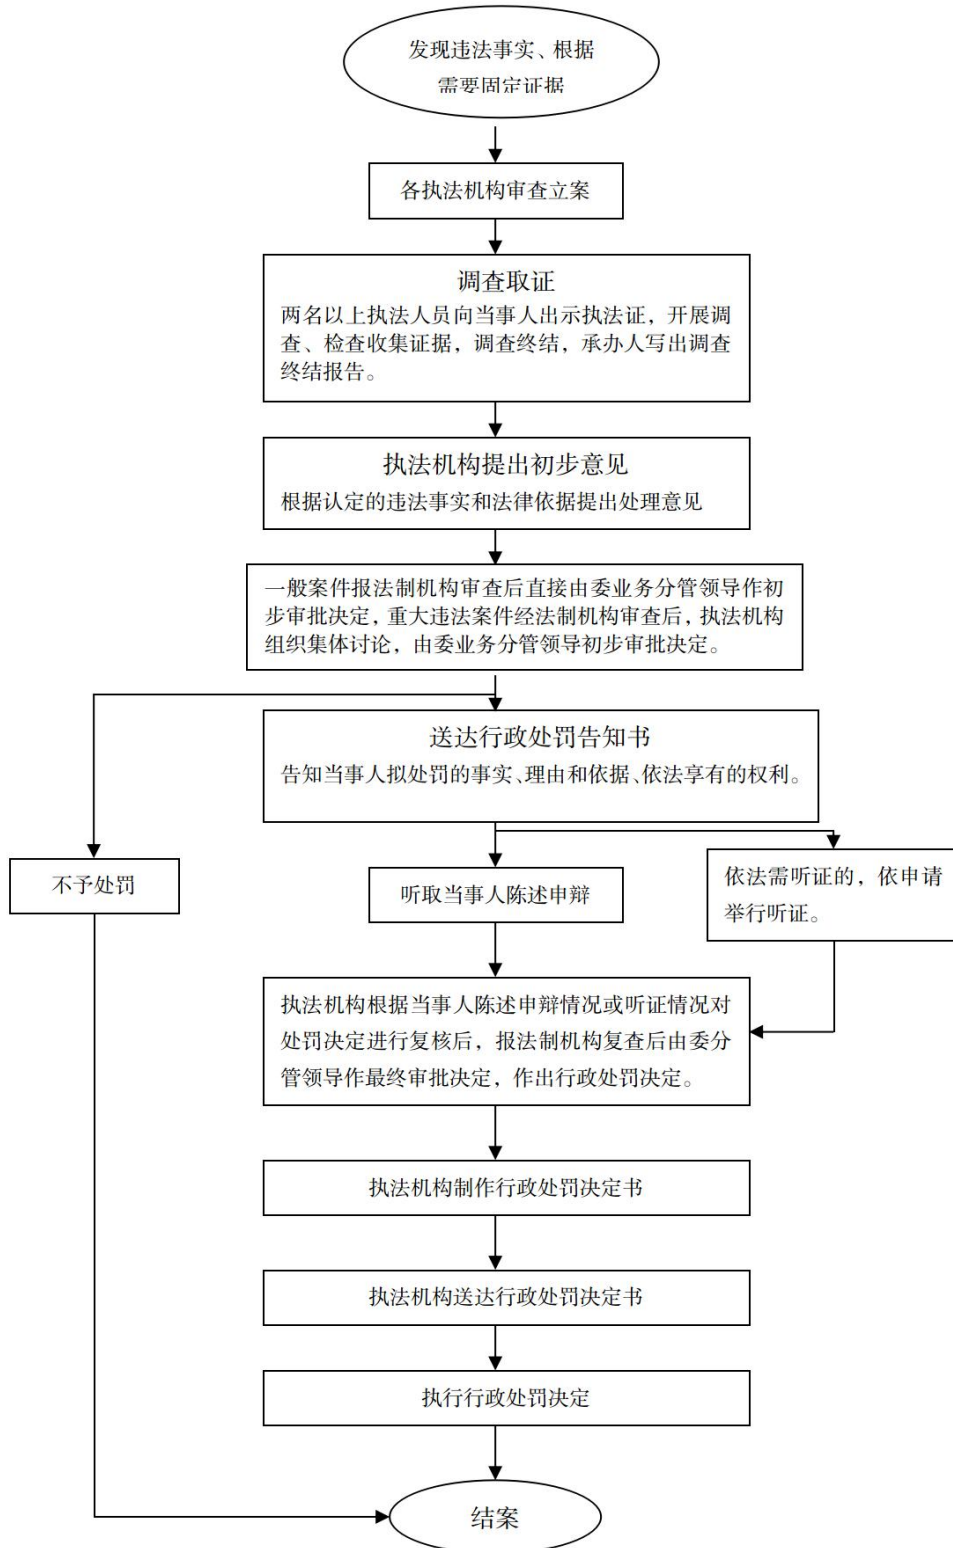 发现违法事实、根据
需要固定证据
各执法机构审查立案
调查取证
两名以上执法人员向当事人出示执法证，开展调
查、检查收集证据，调查终结，承办人写出调查
终结报告。
执法机构提出初步意见
根据认定的违法事实和法律依据提出处理意见
一般案件报法制机构审查后直接由委业务分管领导作初
步审批决定，重大违法案件经法制机构审查后，执法机构
组织集体讨论，由委业务分管领导初步审批决定。
送达行政处罚告知书
告知当事人拟处罚的事实、理由和依据、依法享有的权利。
不予处罚
听取当事人陈述申辩
依法需听证的，依申请
举行听证。
执法机构根据当事人陈述申辩情况或听证情况对
处罚决定进行复核后，报法制机构复查后由委分
管领导作最终审批决定，作出行政处罚决定。
执法机构制作行政处罚决定书
执法机构送达行政处罚决定书
执行行政处罚决定
结案